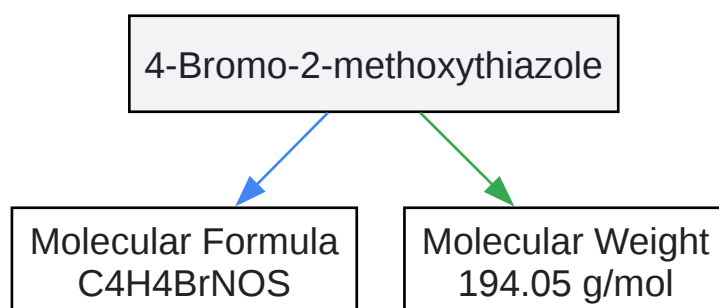 4-Bromo-2-methoxythiazole
Molecular Formula
C4H4BrNOS
Molecular Weight
194.05 g/mol